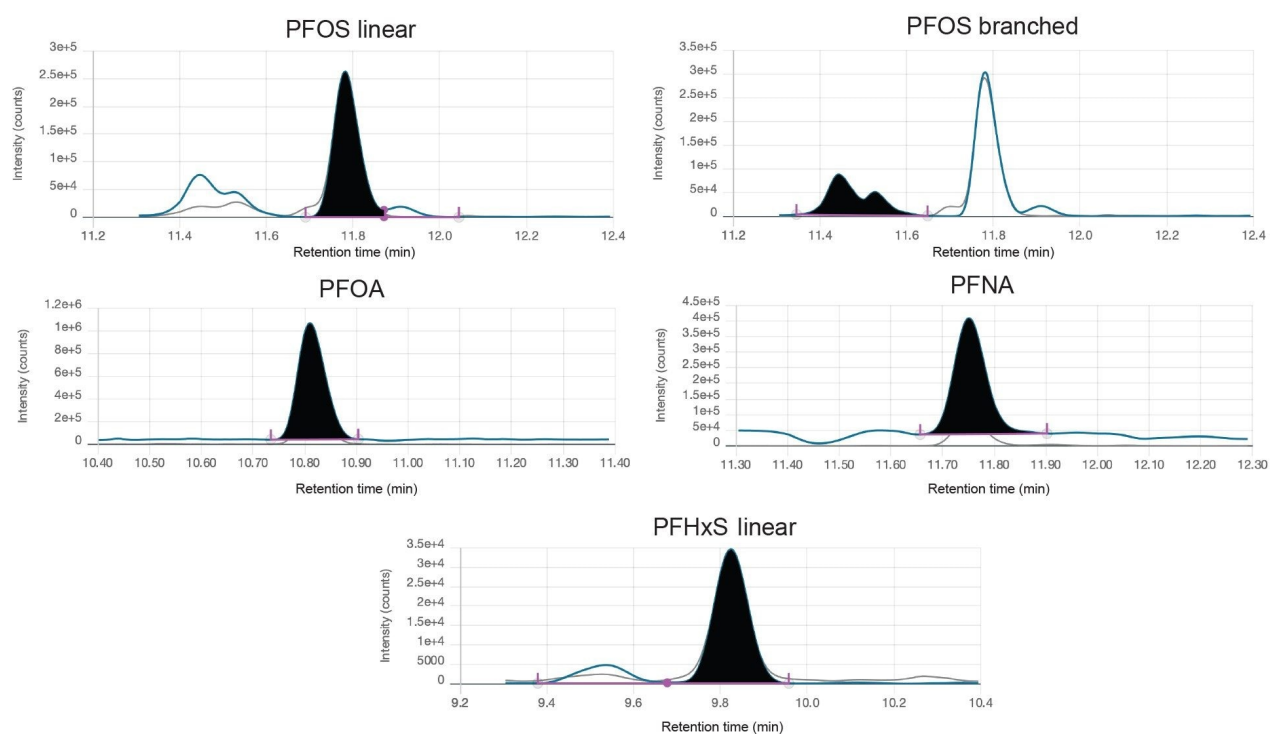 PFOS linear
3e+5
2.5e+5
2e+5
1.5e+5
1e+5
5e+4
0
Intensity (counts)
11.2 11.4 11.6 11.8 12.0 12.2 12.4
Retention time (min)
PFOS branched
3.5e+5
3e+5
2.5e+5
2e+5
1.5e+5
1e+5
5e+4
0
Intensity (counts)
11.2 11.4 11.6 11.8 12.0 12.2 12.4
Retention time (min)
PFOA
1.2e+6
1e+6
8e+5
6e+5
4e+5
2e+5
0
Intensity (counts)
10.40 10.50 10.60 10.70 10.80 10.90 11.00 11.10 11.20 11.30 11.40
Retention time (min)
PFNA
4.5e+5
4e+5
3.5e+5
3e+5
2.5e+5
2e+5
1.5e+5
1e+5
5e+4
0
Intensity (counts)
11.30 11.40 11.50 11.60 11.70 11.80 11.90 12.00 12.10 12.20 12.30
Retention time (min)
PFHxS linear
3.5e+4
3e+4
2.5e+4
2e+4
1.5e+4
1e+4
5000
0
Intensity (counts)
9.2 9.4 9.6 9.8 10.0 10.2 10.4
Retention time (min)